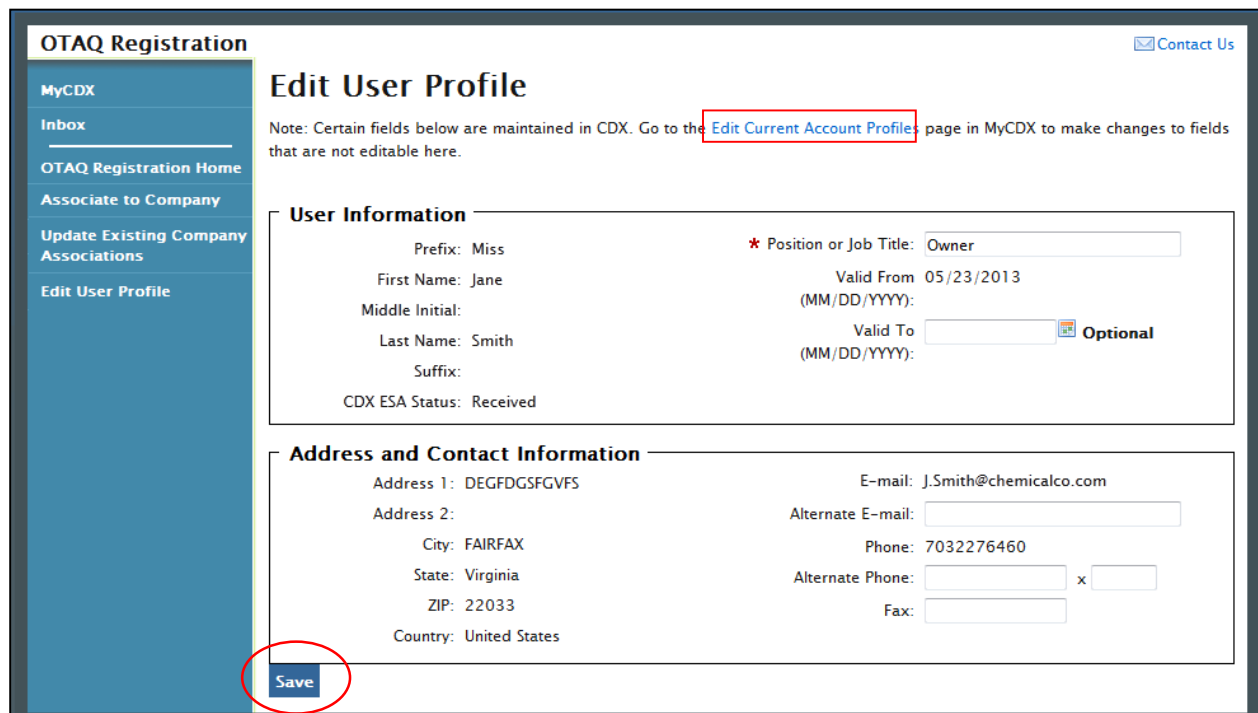 OTAQ Registration
Contact Us
MyCDX
Inbox
OTAQ Registration Home
Associate to Company
Update Existing Company
Associations
Edit User Profile
Edit User Profile
Note: Certain fields below are maintained in CDX. Go to the Edit Current Account Profiles page in MyCDX to make changes to fields
that are not editable here.
User Information
Prefix: Miss
First Name: Jane
Middle Initial:
Last Name: Smith
Suffix:
CDX ESA Status: Received
* Position or Job Title: Owner
Valid From 05/23/2013
(MM/DD/YYYY):
Valid To Optional
(MM/DD/YYYY):
Address and Contact Information
Address 1: DEGFDGSFGVFS
Address 2:
City: FAIRFAX
State: Virginia
ZIP: 22033
Country: United States
E-mail: J.Smith@chemicalco.com
Alternate E-mail:
Phone: 7032276460
Alternate Phone: x
Fax:
Save